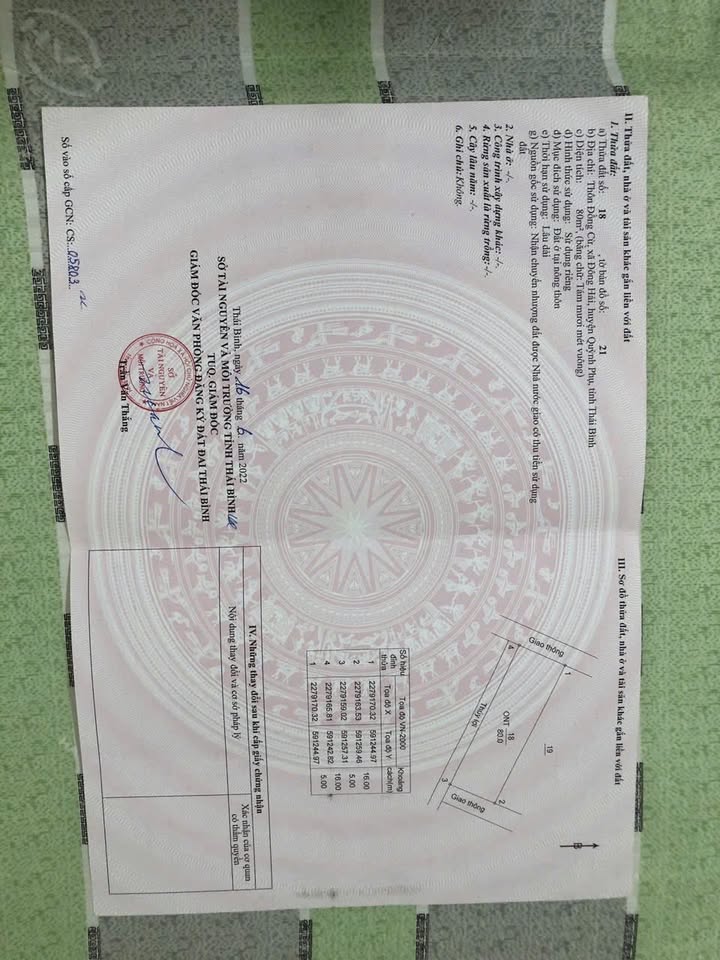 II. Thửa đất, nhà ở và tài sản khác gắn liền với đất
1. Thửa đất:
a) Thửa đất số: 18 , tờ bản đồ số: 21
b) Địa chỉ: Thôn Đồng Cừ, xã Đông Hải, huyện Quỳnh Phụ, tỉnh Thái Bình
c) Diện tích: 80m², (bằng chữ: Tám mươi mét vuông)
d) Hình thức sử dụng: Sử dụng riêng
đ) Mục đích sử dụng: Đất ở tại nông thôn
e) Thời hạn sử dụng: Lâu dài
g) Nguồn gốc sử dụng: Nhận chuyển nhượng đất được Nhà nước giao có thu tiền sử dụng
đất
2. Nhà ở: -/-
3. Công trình xây dựng khác: -/-
4. Rừng sản xuất là rừng trồng: -/-
5. Cây lâu năm: -/-
6. Ghi chú: Không.
Thái Bình, ngày 16 tháng 6. năm 2022
SỞ TÀI NGUYÊN VÀ MÔI TRƯỜNG TỈNH THÁI BÌNH
TUQ. GIÁM ĐỐC
GIÁM ĐỐC VĂN PHÒNG ĐĂNG KÝ ĐẤT ĐAI THÁI BÌNH
SỞ
TÀI NGUYÊN
VÀ
Trần Văn Thắng
Số vào sổ cấp GCN: CS: 05803
III. Sơ đồ thửa đất, nhà ở và tài sản khác gắn liền với đất
Giao thông
1
19
4
ONT 18
80.0
2
Thủy lợi
3
Giao thông
B
Số hiệu đỉnh thửa Tọa độ VN-2000 Khoảng cách(m)
Tọa độ X Tọa độ Y
1 2279170.32 591244.97
16.00
2 2279163.53 591259.46
5.00
3 2279159.02 591257.31
16.00
4 2279165.81 591242.82
5.00
1 2279170.32 591244.97
IV. Những thay đổi sau khi cấp giấy chứng nhận
Nội dung thay đổi và cơ sở pháp lý
Xác nhận của cơ quan
có thẩm quyền